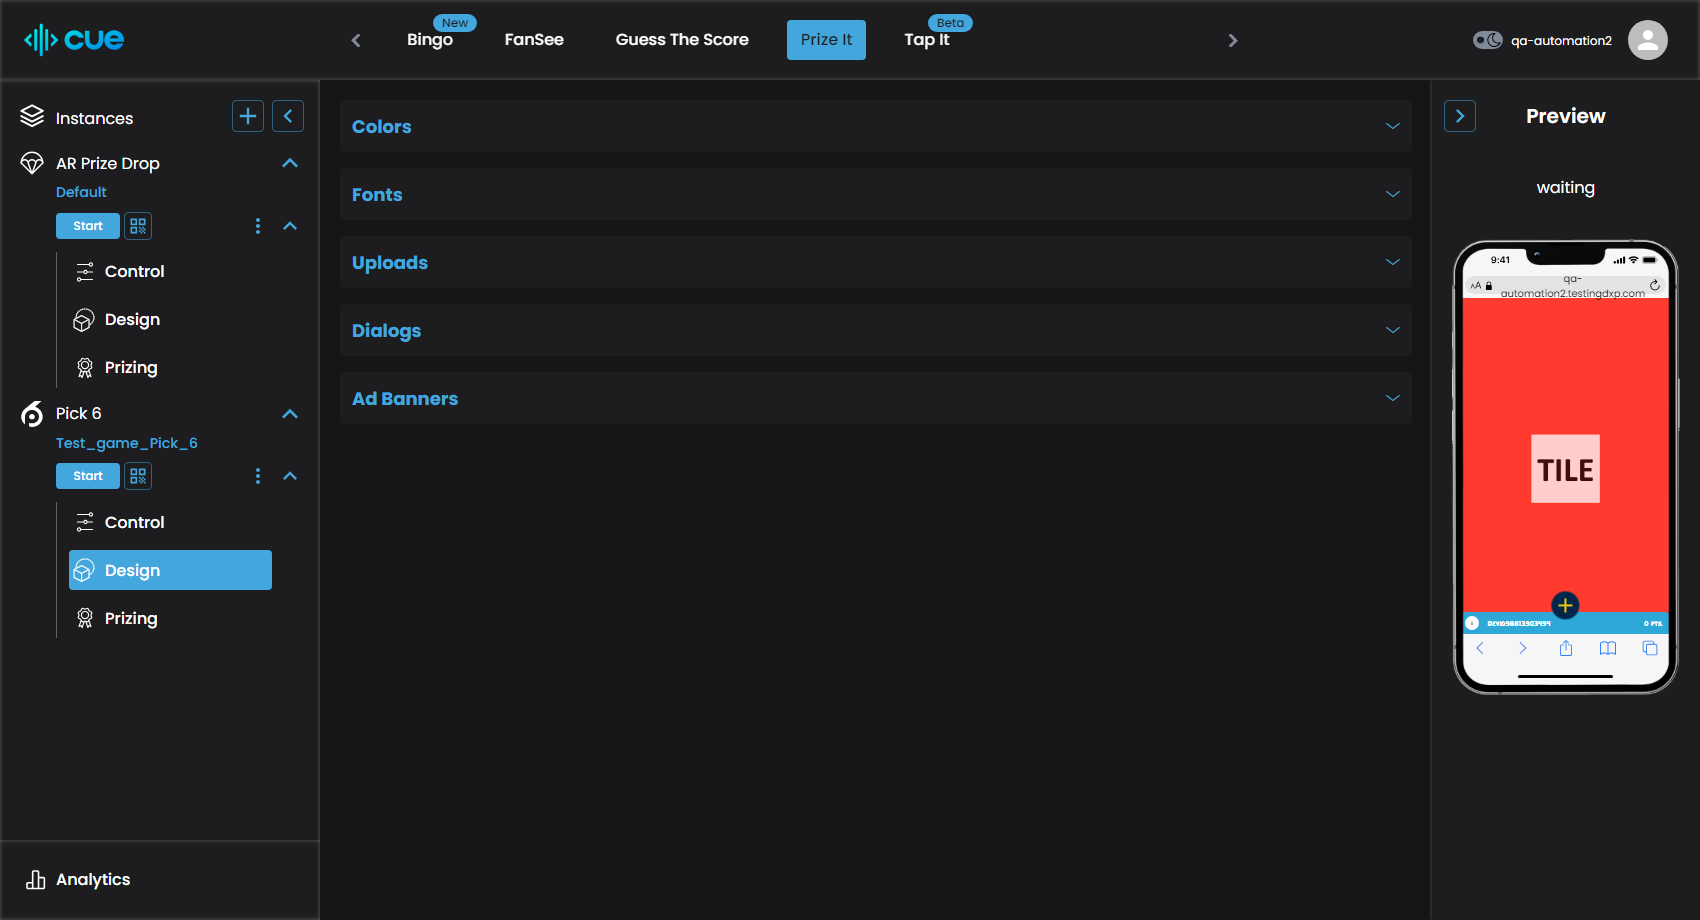 cue
New
Bingo
FanSee
Guess The Score
Prize It
Beta
Tap It
qa-automation2
Instances
AR Prize Drop
Default
Start
Control
Design
Prizing
Pick 6
Test_game_Pick_6
Start
Control
Design
Prizing
Analytics
Colors
Fonts
Uploads
Dialogs
Ad Banners
Preview
waiting
9:41
AA
qa-
automation2.testingdxp.com
TILE
0 PTS.